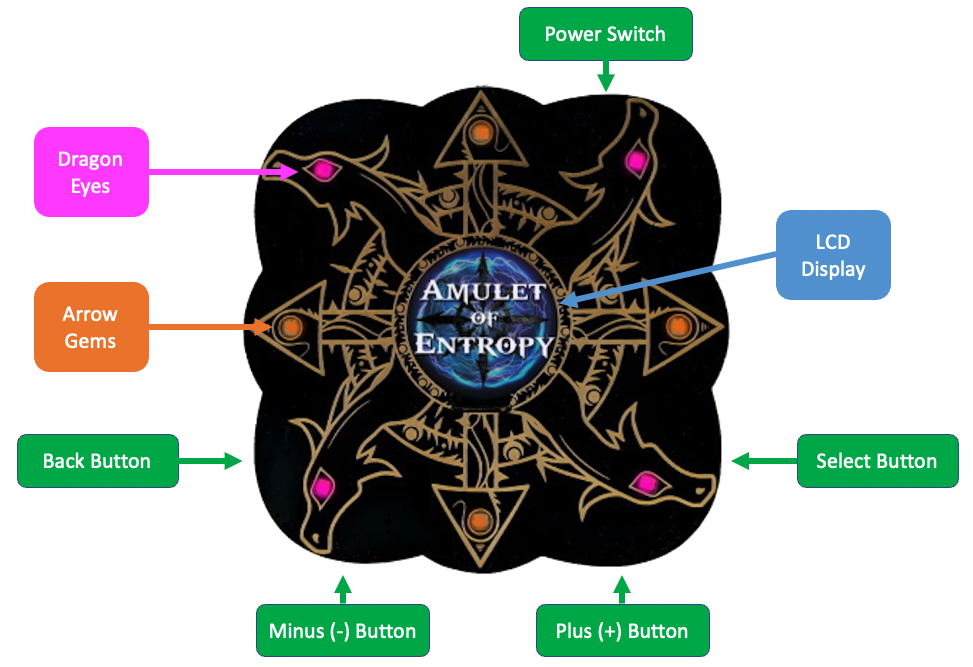 Power Switch
Dragon
Eyes
LCD
Display
AMULET
OF
ENTROPY
Arrow
Gems
Back Button
Select Button
Minus (-) Button
Plus (+) Button